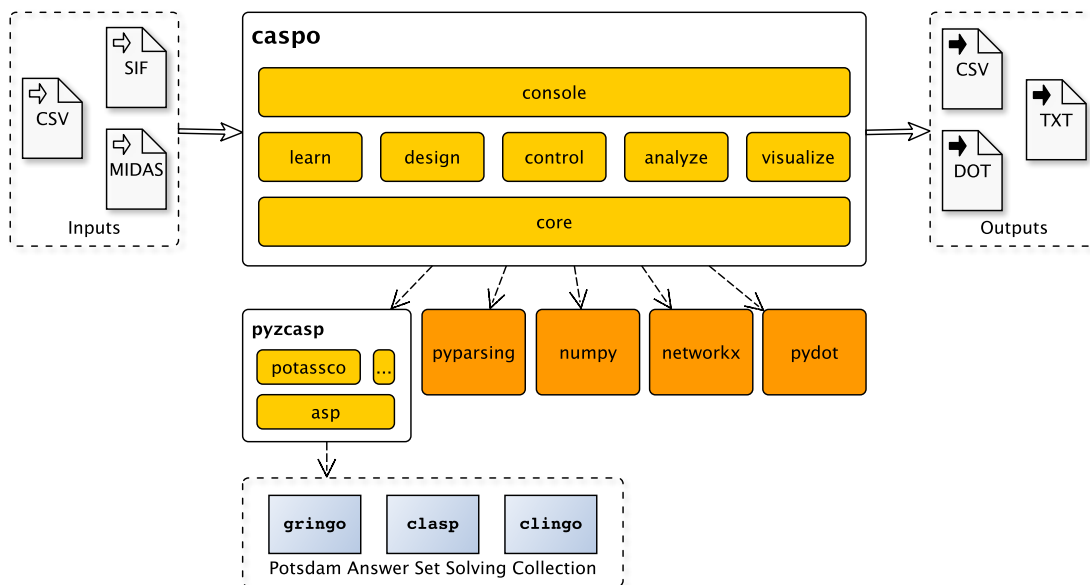 CSV
SIF
MIDAS
Inputs
caspo
console
learn
design
control
analyze
visualize
core
CSV
TXT
DOT
Outputs
pyzcasp
potassco
...
asp
pyparsing
numpy
networkx
pydot
gringo
clasp
clingo
Potsdam Answer Set Solving Collection